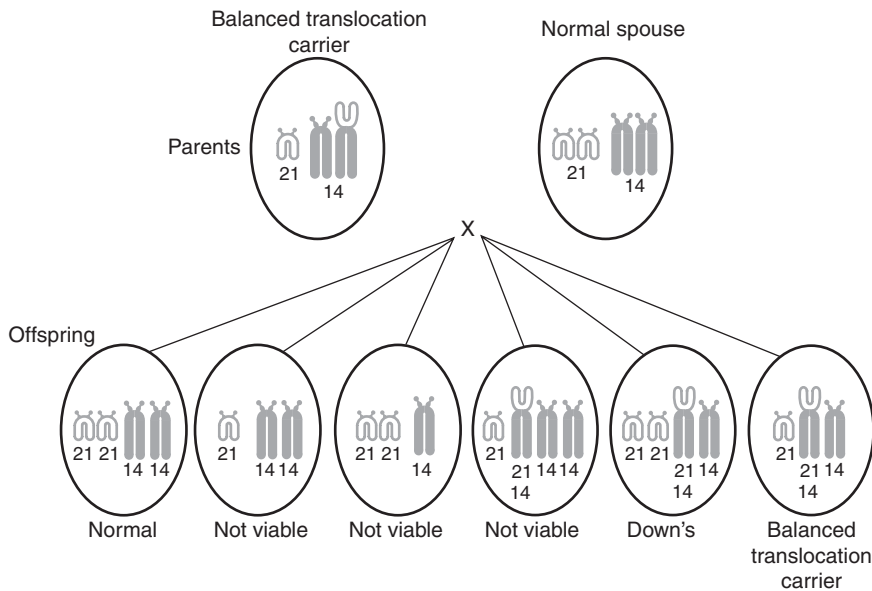 Balanced translocation
carrier
Normal spouse
Parents
21
14
21
14
X
Offspring
21 21
14 14
21
14 14
21 21
14
21
21 14 14
14
21 21
21 14
14
21
21 14
14
Normal
Not viable
Not viable
Not viable
Down's
Balanced
translocation
carrier